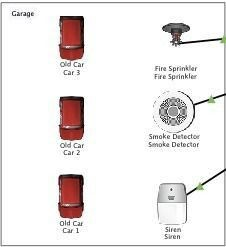 Garage
Old Car
Car 3
Fire Sprinkler
Fire Sprinkler
Old Car
Car 2
Smoke Detector
Smoke Detector
Old Car
Car 1
Siren
Siren